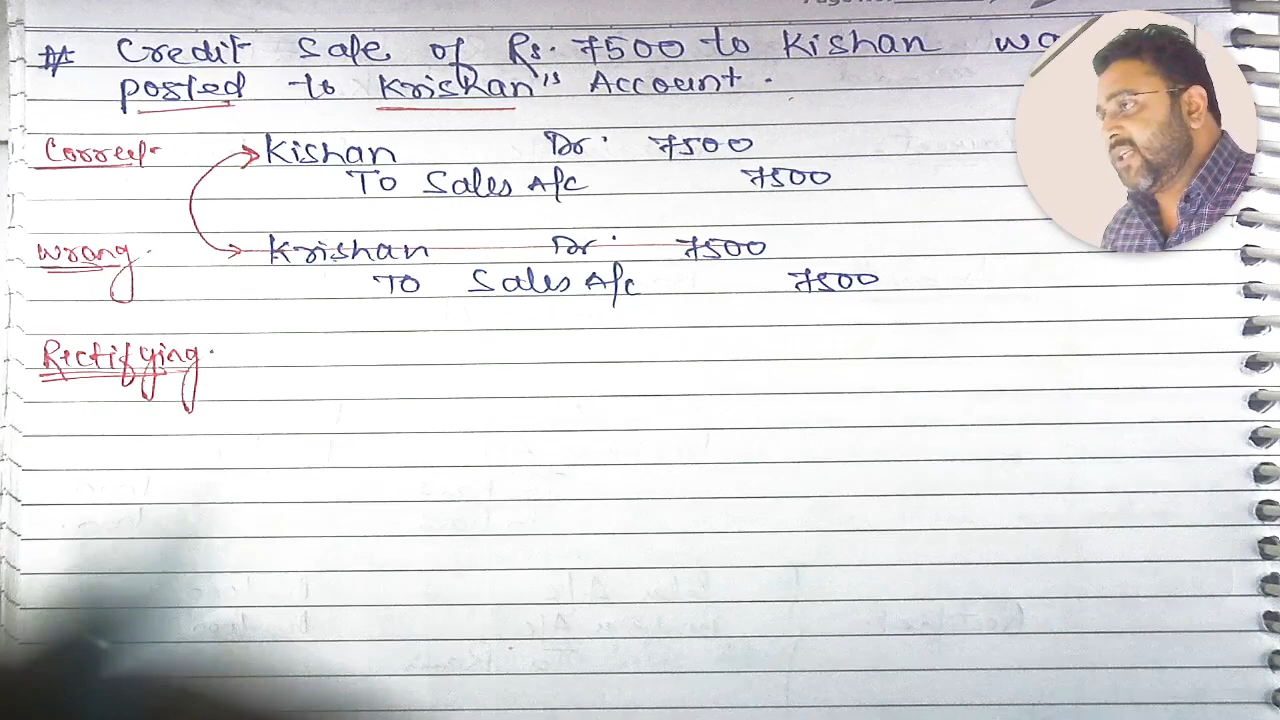 Credit Sale of Rs. 7500 to Kishan
posted to Krishan's Account.
Correct Kishan Dr. 7500
To Sales A/c 7500
Wrong. Krishan Dr. 7500
To Sales A/c 7500
Rectifying.